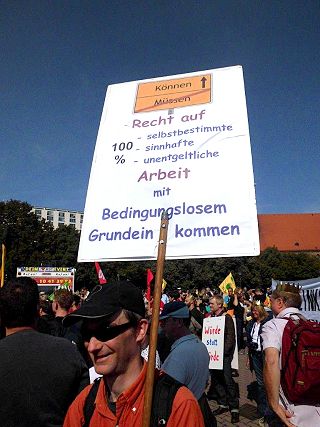 Können
Müssen
- Recht auf
- selbstbestimmte
100 - sinnhafte
% - unentgeltliche
Arbeit
mit
Bedingungslosem
Grundein kommen
Würde
statt